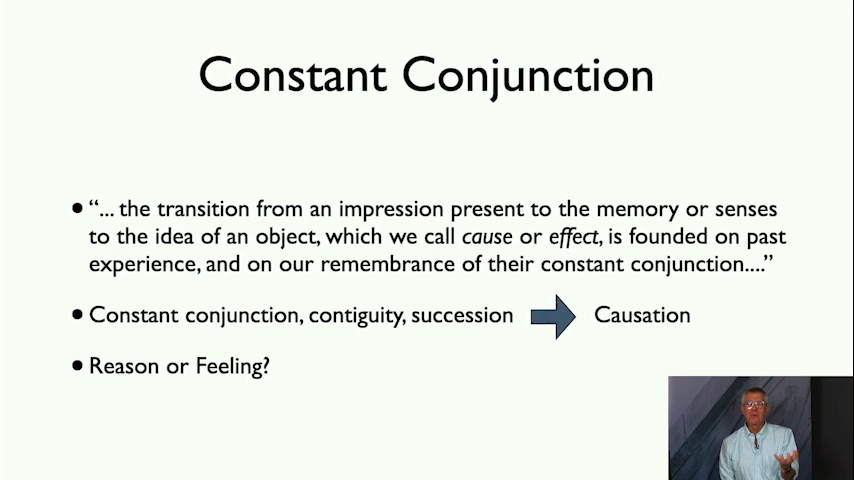 Constant Conjunction
• “... the transition from an impression present to the memory or senses
to the idea of an object, which we call cause or effect, is founded on past
experience, and on our remembrance of their constant conjunction....”
• Constant conjunction, contiguity, succession Causation
• Reason or Feeling?